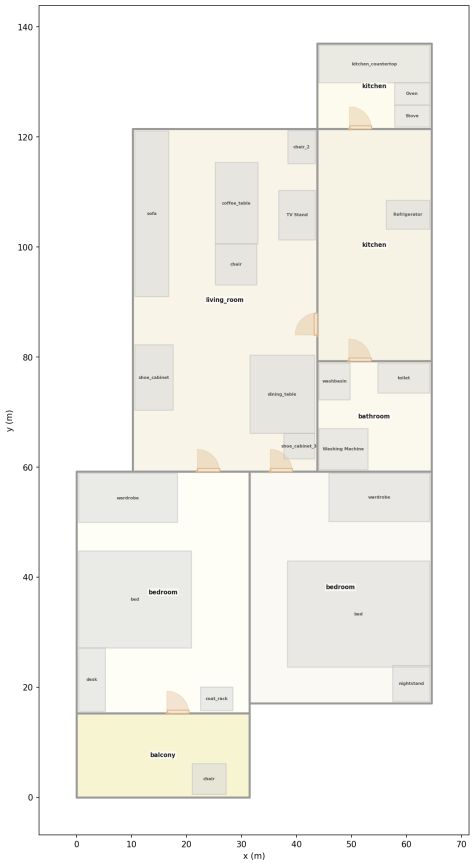 140
kitchen_countertop
kitchen
Oven
Stove
120
chair_2
coffee_table
sofa
TV Stand
Refrigerator
kitchen
100
chair
living_room
80
shoe_cabinet
washbasin
toilet
dining_table
bathroom
shoe_cabinet_3
Washing Machine
60
wardrobe
wardrobe
40
bedroom
bedroom
bed
bed
desk
nightstand
20
coat_rack
balcony
chair
0
0 10 20 30 40 50 60 70
x (m)
y (m)